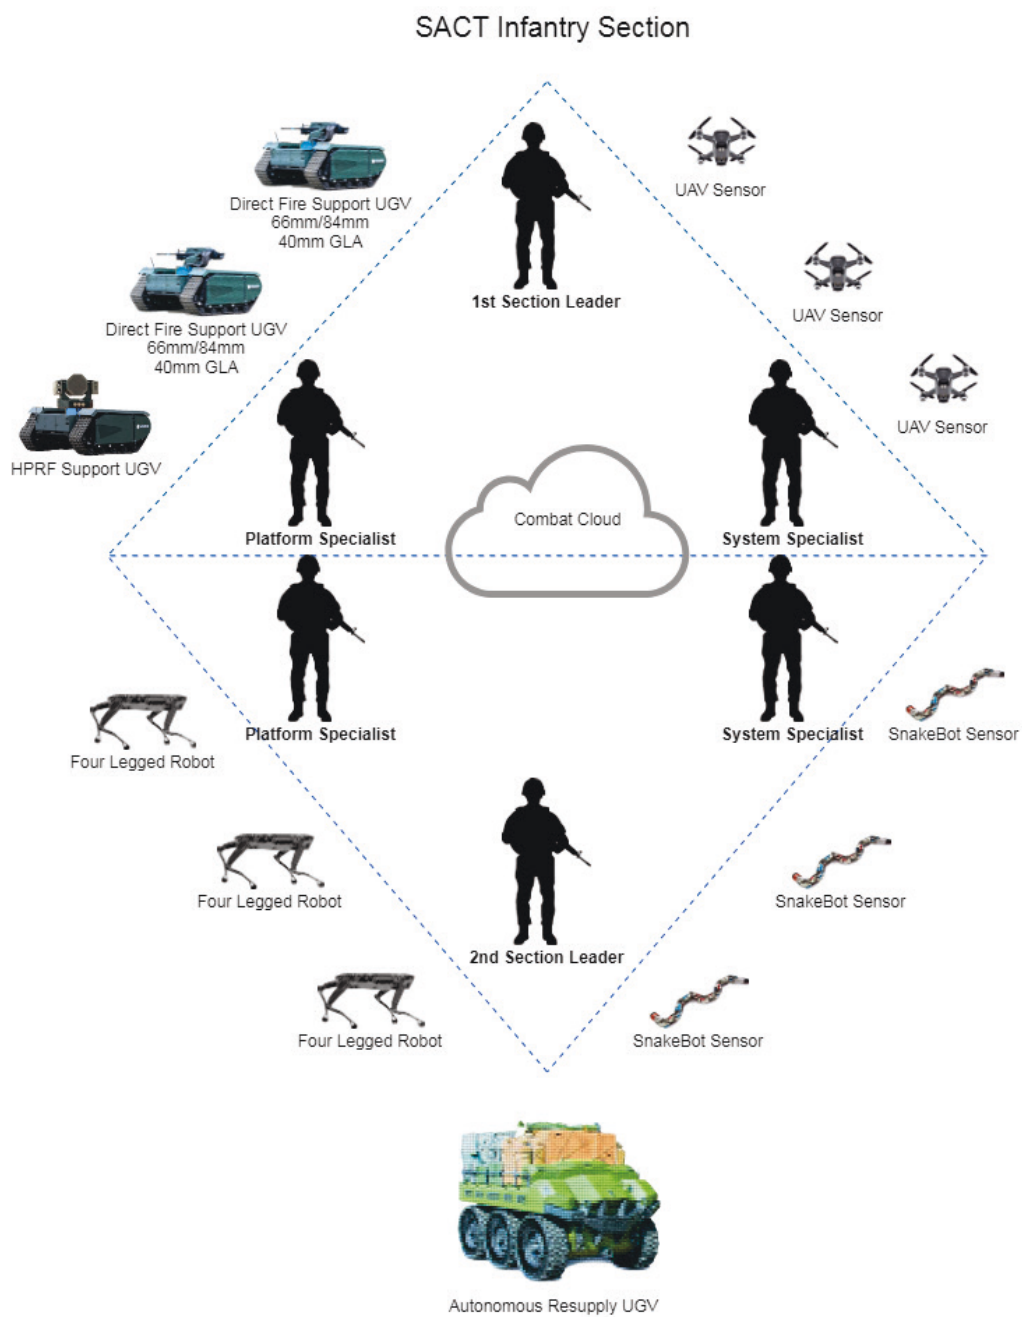 SACT Infantry Section
UAV Sensor
Direct Fire Support UGV
66mm/84mm
40mm GLA
1st Section Leader
UAV Sensor
Direct Fire Support UGV
66mm/84mm
40mm GLA
UAV Sensor
HPRF Support UGV
Combat Cloud
Platform Specialist
System Specialist
Platform Specialist
System Specialist
SnakeBot Sensor
Four Legged Robot
Four Legged Robot
SnakeBot Sensor
2nd Section Leader
Four Legged Robot
SnakeBot Sensor
Autonomous Resupply UGV